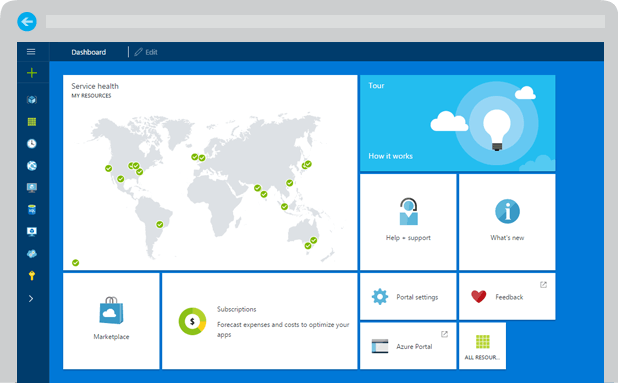 Dashboard
Edit
Service health
MY RESOURCES
Tour
How it works
Help + support
What's new
Marketplace
$
Subscriptions
Forecast expenses and costs to optimize your
apps
Portal settings
Feedback
Azure Portal
ALL RESOUR...